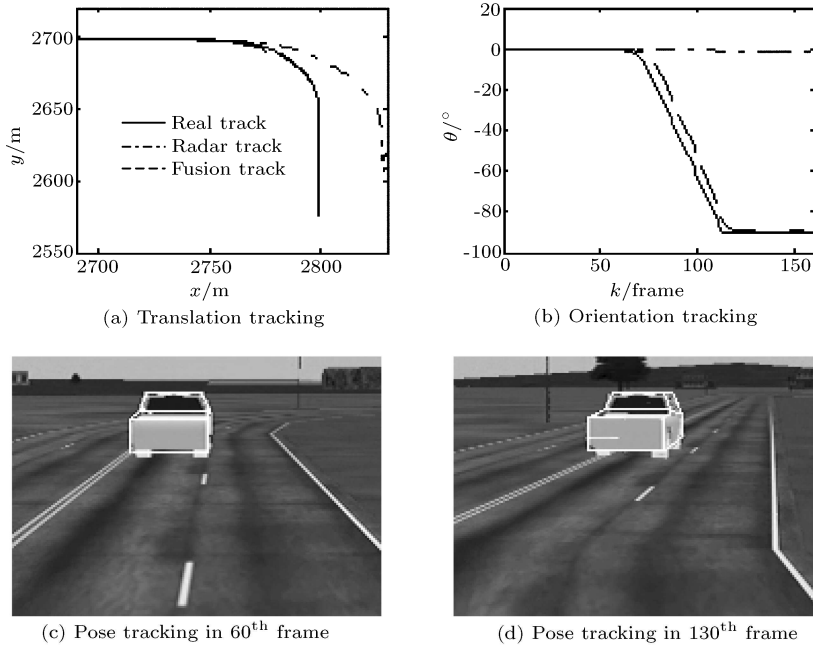 2700
2650
2600
2550
y/m
Real track
Radar track
Fusion track
2700 2750 2800
x/m
(a) Translation tracking
20
0
-20
-40
-60
-80
-100
θ/°
0 50 100 150
k/frame
(b) Orientation tracking
(c) Pose tracking in 60th frame
(d) Pose tracking in 130th frame